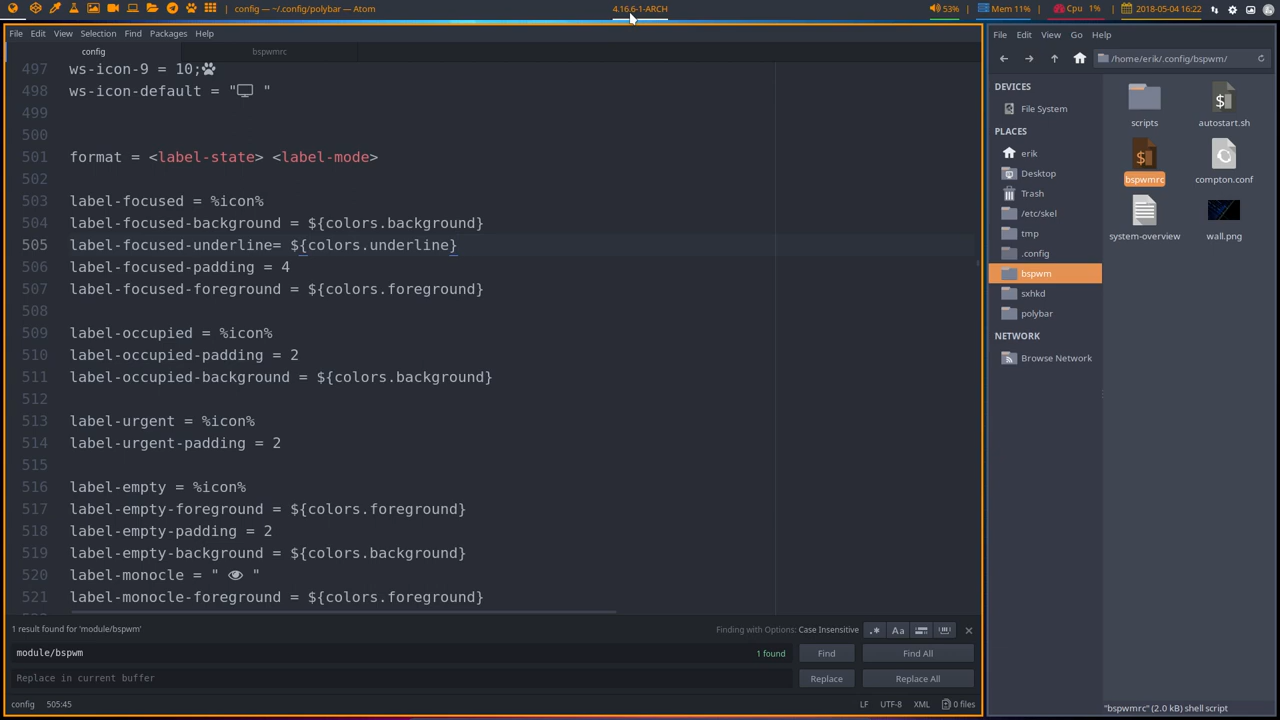 config — ~/.config/polybar — Atom
4.16.6-1-ARCH
53% | Mem 11% | Cpu 1% | 2018-05-04 16:22
File Edit View Selection Find Packages Help
config
bspwmrc
497 ws-icon-9 = 10;
498 ws-icon-default = " "
499
500
501 format = <label-state> <label-mode>
502
503 label-focused = %icon%
504 label-focused-background = ${colors.background}
505 label-focused-underline= ${colors.underline}
506 label-focused-padding = 4
507 label-focused-foreground = ${colors.foreground}
508
509 label-occupied = %icon%
510 label-occupied-padding = 2
511 label-occupied-background = ${colors.background}
512
513 label-urgent = %icon%
514 label-urgent-padding = 2
515
516 label-empty = %icon%
517 label-empty-foreground = ${colors.foreground}
518 label-empty-padding = 2
519 label-empty-background = ${colors.background}
520 label-monocle = " "
521 label-monocle-foreground = ${colors.foreground}
1 result found for 'module/bspwm'
Finding with Options: Case Insensitive
.* Aa
module/bspwm
1 found
Find
Find All
Replace in current buffer
Replace
Replace All
config 505:45
LF UTF-8 XML 0 files
File Edit View Go Help
/home/erik/.config/bspwm/
DEVICES
File System
PLACES
erik
Desktop
Trash
/etc/skel
tmp
.config
bspwm
sxhkd
polybar
NETWORK
Browse Network
scripts
autostart.sh
bspwmrc
compton.conf
system-overview
wall.png
"bspwmrc" (2.0 kB) shell script